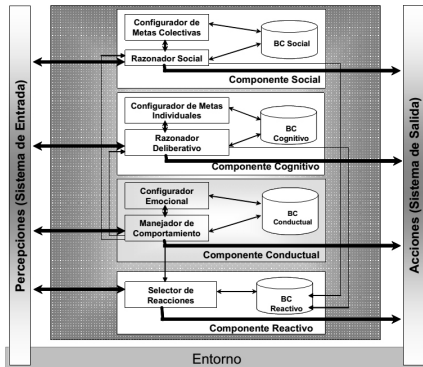 Percepciones (Sistema de Entrada)
Configurador de
Metas Colectivas
Razonador Social
BC Social
Componente Social
Configurador de Metas
Individuales
Razonador
Deliberativo
BC
Cognitivo
Componente Cognitivo
Configurador
Emocional
Manejador de
Comportamiento
BC
Conductual
Componente Conductual
Selector de
Reacciones
BC
Reactivo
Componente Reactivo
Acciones (Sistema de Salida)
Entorno